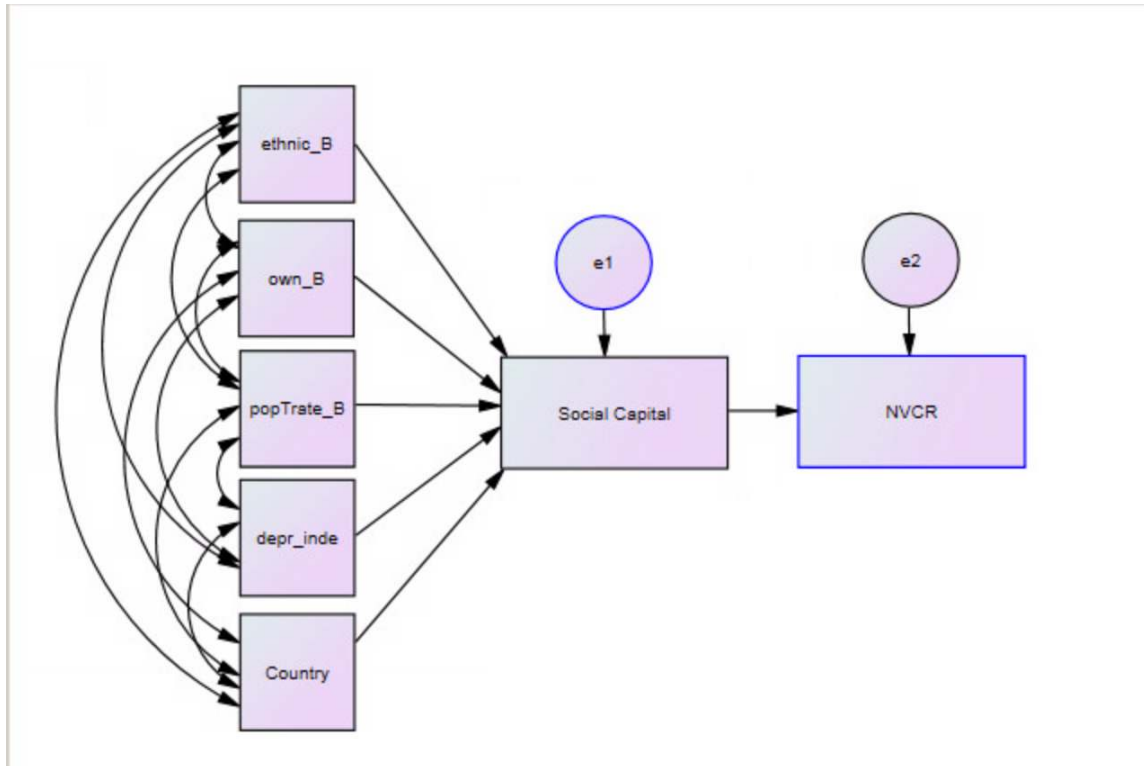 ethnic_B
own_B
popTrate_B
depr_inde
Country
e1
Social Capital
e2
NVCR